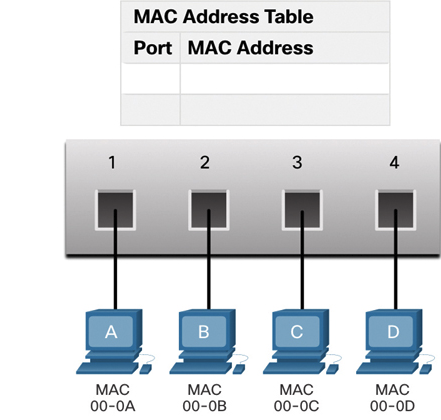 MAC Address Table
Port MAC Address
1 2 3 4
A B C D
MAC MAC MAC MAC
00-0A 00-0B 00-0C 00-0D